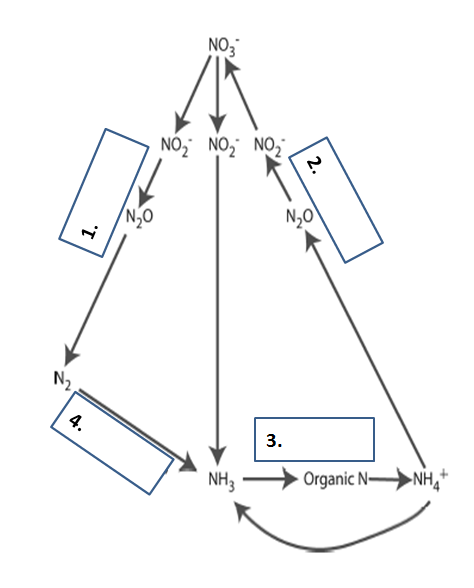 NO₃⁻
NO₂⁻ NO₂⁻ NO₂⁻
1.
2.
N₂O
N₂O
N₂
4.
3.
NH₃ Organic N NH₄⁺